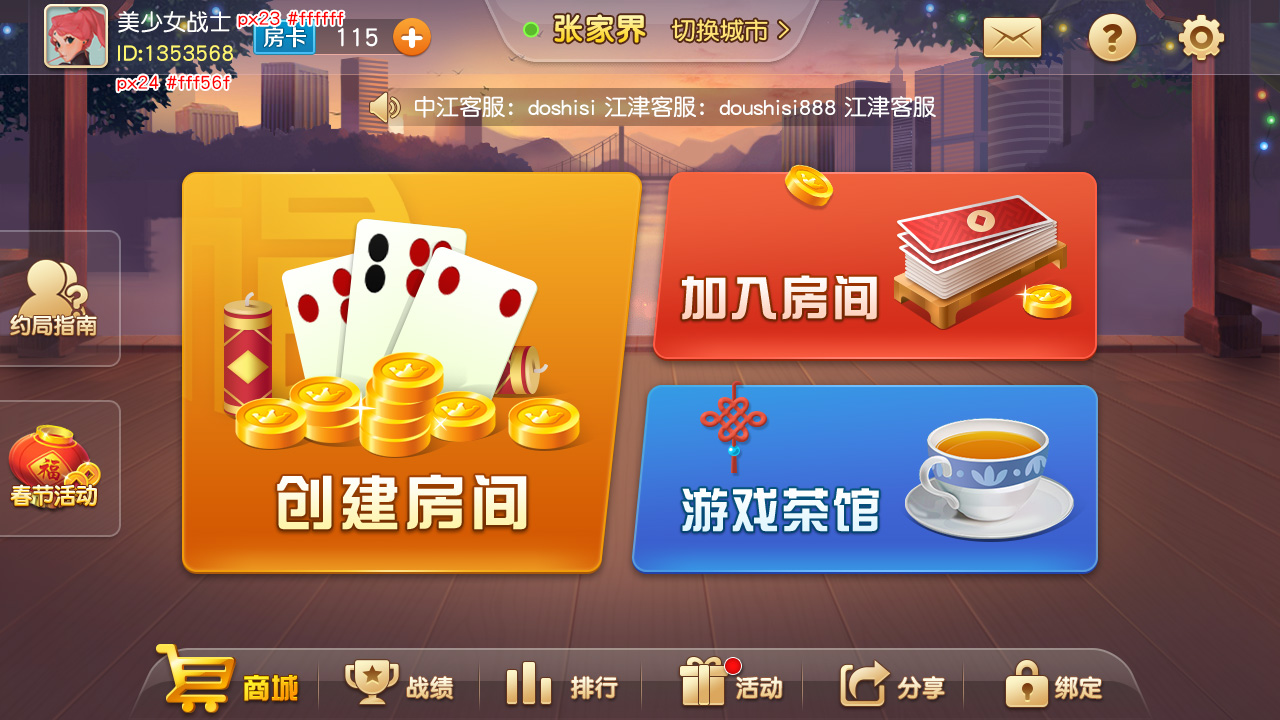 美少女战士 px23 #ffffff
ID:1353568
px24 #fff56f
房卡 115
张家界 切换城市
中江客服：doshisi 江津客服：doushisi888 江津客服
约局指南
福
春节活动
创建房间
加入房间
游戏茶馆
商城
战绩
排行
活动
分享
绑定